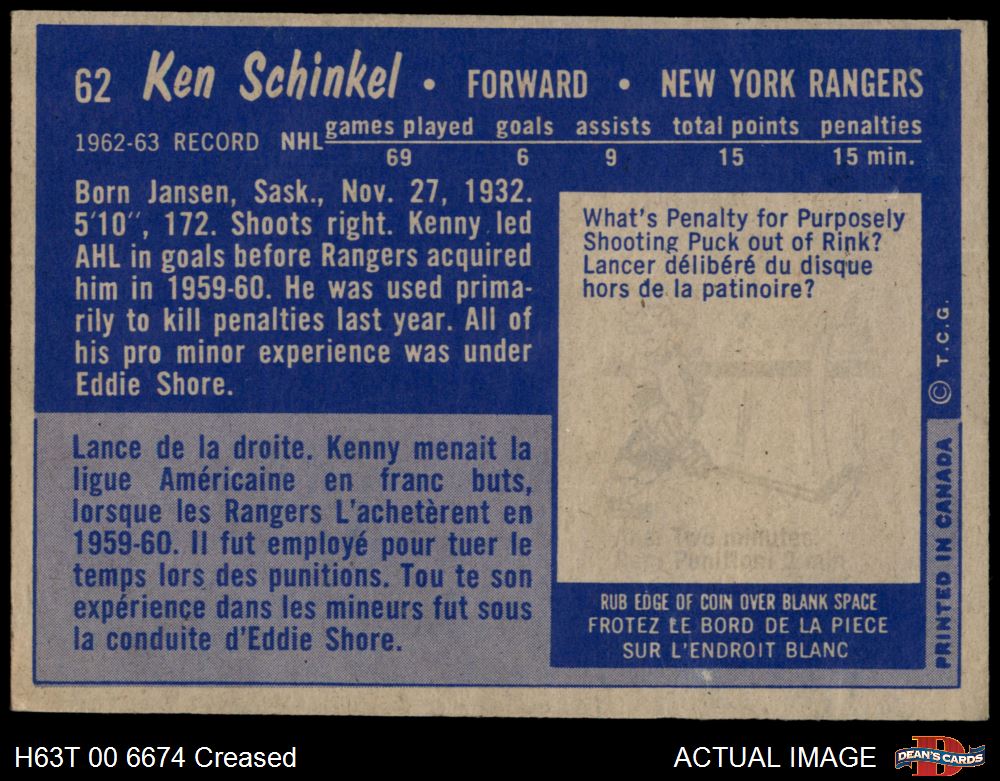 62 Ken Schinkel • FORWARD • NEW YORK RANGERS
games played goals assists total points penalties
1962-63 RECORD NHL
69 6 9 15 15 min.
Born Jansen, Sask., Nov. 27, 1932.
5'10", 172. Shoots right. Kenny led
AHL in goals before Rangers acquired
him in 1959-60. He was used prima-
rily to kill penalties last year. All of
his pro minor experience was under
Eddie Shore.
Lance de la droite. Kenny menait la
ligue Américaine en franc buts,
lorsque les Rangers L'achetèrent en
1959-60. Il fut employé pour tuer le
temps lors des punitions. Tou te son
expérience dans les mineurs fut sous
la conduite d'Eddie Shore.
What's Penalty for Purposely
Shooting Puck out of Rink?
Lancer délibéré du disque
hors de la patinoire?
Two minutes.
Punition: 2 min
RUB EDGE OF COIN OVER BLANK SPACE
FROTEZ LE BORD DE LA PIECE
SUR L'ENDROIT BLANC
© T.C.G.
PRINTED IN CANADA
H63T 00 6674 Creased
ACTUAL IMAGE
D
DEAN'S CARDS